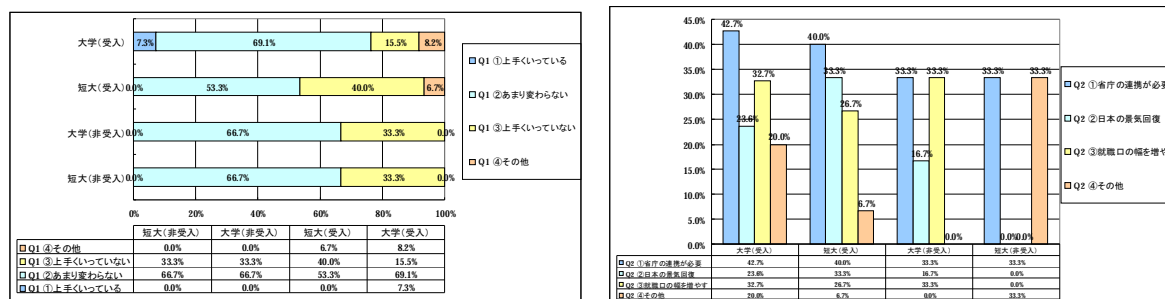 大学(受入) 7.3% 69.1% 15.5% 8.2%
短大(受入) 0.0% 53.3% 40.0% 6.7%
大学(非受入) 0.0% 66.7% 33.3% 0.0%
短大(非受入) 0.0% 66.7% 33.3% 0.0%
0% 20% 40% 60% 80% 100%
Q1 ①上手くいっている
Q1 ②あまり変わらない
Q1 ③上手くいっていない
Q1 ④その他
短大(非受入) 大学(非受入) 短大(受入) 大学(受入)
Q1 ④その他 0.0% 0.0% 6.7% 8.2%
Q1 ③上手くいっていない 33.3% 33.3% 40.0% 15.5%
Q1 ②あまり変わらない 66.7% 66.7% 53.3% 69.1%
Q1 ①上手くいっている 0.0% 0.0% 0.0% 7.3%
45.0%
40.0%
35.0%
30.0%
25.0%
20.0%
15.0%
10.0%
5.0%
0.0%
42.7% 23.6% 32.7% 20.0%
40.0% 33.3% 26.7% 6.7%
33.3% 16.7% 33.3% 0.0%
33.3% 0.0% 0.0% 33.3%
Q2 ①省庁の連携が必要
Q2 ②日本の景気回復
Q2 ③就職口の幅を増や
Q2 ④その他
大学(受入) 短大(受入) 大学(非受入) 短大(非受入)
Q2 ①省庁の連携が必要 42.7% 40.0% 33.3% 33.3%
Q2 ②日本の景気回復 23.6% 33.3% 16.7% 0.0%
Q2 ③就職口の幅を増やす 32.7% 26.7% 33.3% 0.0%
Q2 ④その他 20.0% 6.7% 0.0% 33.3%